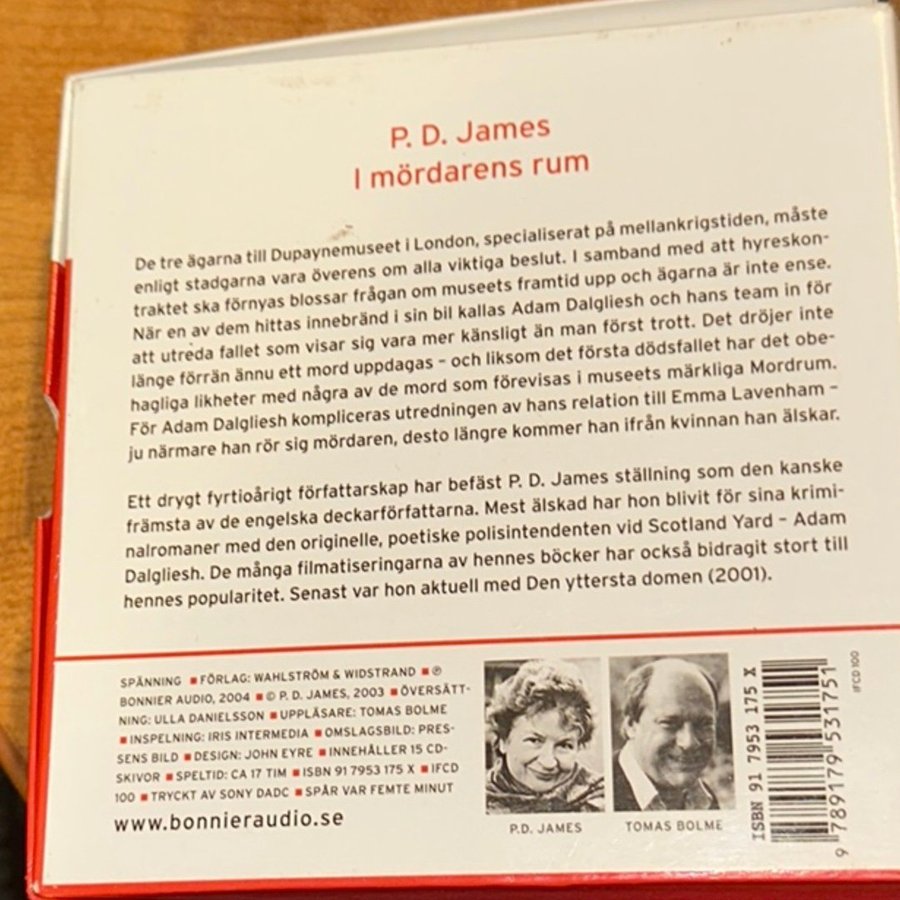 P. D. James
I mördarens rum
De tre ägarna till Dupaynemuseet i London, specialiserat på mellankrigstiden, måste
enligt stadgarna vara överens om alla viktiga beslut. I samband med att hyreskon-
traktet ska förnyas blossar frågan om museets framtid upp och ägarna är inte ense.
När en av dem hittas innebränd i sin bil kallas Adam Dalgliesh och hans team in för
att utreda fallet som visar sig vara mer känsligt än man först trott. Det dröjer inte
länge förrän ännu ett mord uppdagas – och liksom det första dödsfallet har det obe-
hagliga likheter med några av de mord som förevisas i museets märkliga Mordrum.
För Adam Dalgliesh kompliceras utredningen av hans relation till Emma Lavenham –
ju närmare han rör sig mördaren, desto längre kommer han ifrån kvinnan han älskar.
Ett drygt fyrtioårigt författarskap har befäst P. D. James ställning som den kanske
främsta av de engelska deckarförfattarna. Mest älskad har hon blivit för sina krimi-
nalromaner med den originelle, poetiske polisintendenten vid Scotland Yard – Adam
Dalgliesh. De många filmatiseringarna av hennes böcker har också bidragit stort till
hennes popularitet. Senast var hon aktuell med Den yttersta domen (2001).
SPÄNNING ■ FÖRLAG: WAHLSTRÖM & WIDSTRAND ■ ℗
BONNIER AUDIO, 2004 ■ © P. D. JAMES, 2003 ■ ÖVERSÄTT-
NING: ULLA DANIELSSON ■ UPPLÄSARE: TOMAS BOLME
■ INSPELNING: IRIS INTERMEDIA ■ OMSLAGSBILD: PRES-
SENS BILD ■ DESIGN: JOHN EYRE ■ INNEHÅLLER 15 CD-
SKIVOR ■ SPELTID: CA 17 TIM ■ ISBN 91 7953 175 X ■ IFCD
100 ■ TRYCKT AV SONY DADC ■ SPÅR VAR FEMTE MINUT
www.bonnieraudio.se
P.D. JAMES
TOMAS BOLME
ISBN 91 7953 175 X
9 789179 531751
IFCD 100